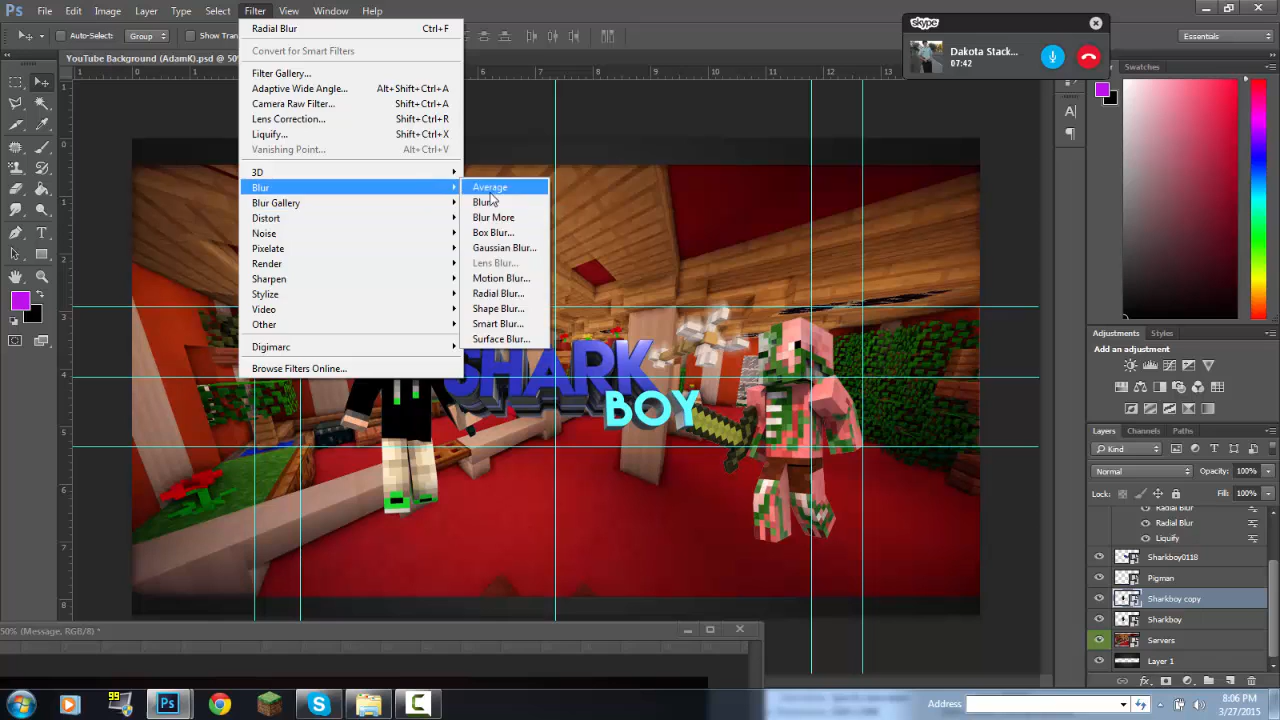 File Edit Image Layer Type Select Filter View Window Help
Auto-Select: Group Show Tran
Essentials
skype
Dakota Stack...
07:42
YouTube Background (AdamK).psd @ 50%
Radial Blur Ctrl+F
Convert for Smart Filters
Filter Gallery...
Adaptive Wide Angle... Alt+Shift+Ctrl+A
Camera Raw Filter... Shift+Ctrl+A
Lens Correction... Shift+Ctrl+R
Liquify... Shift+Ctrl+X
Vanishing Point... Alt+Ctrl+V
3D
Blur
Blur Gallery
Distort
Noise
Pixelate
Render
Sharpen
Stylize
Video
Other
Digimarc
Browse Filters Online...
Average
Blur
Blur More
Box Blur...
Gaussian Blur...
Lens Blur...
Motion Blur...
Radial Blur...
Shape Blur...
Smart Blur...
Surface Blur...
SHARK
BOY
Swatches
Adjustments Styles
Add an adjustment
Layers Channels Paths
Kind
Normal Opacity: 100%
Lock: Fill: 100%
Radial Blur
Radial Blur
Liquify
Sharkboy0118
Pigman
Sharkboy copy
Sharkboy
Servers
Layer 1
50% (Message, RGB/8) *
99
Ps
Address
8:06 PM
3/27/2015